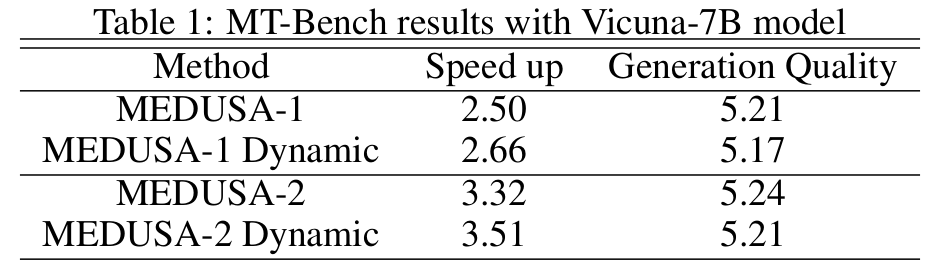 Table 1: MT-Bench results with Vicuna-7B model
Method Speed up Generation Quality
MEDUSA-1 2.50 5.21
MEDUSA-1 Dynamic 2.66 5.17
MEDUSA-2 3.32 5.24
MEDUSA-2 Dynamic 3.51 5.21